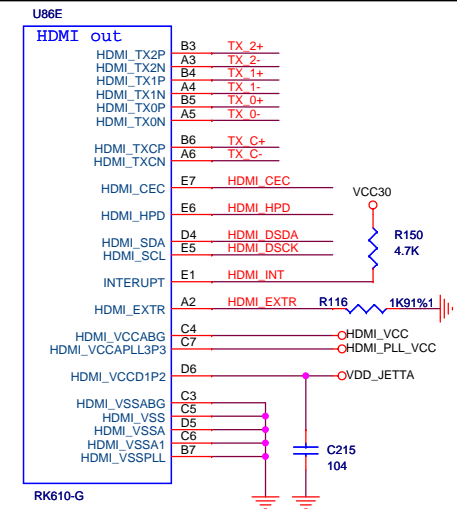 U86E
HDMI out
HDMI_TX2P B3 TX_2+
HDMI_TX2N A3 TX_2-
HDMI_TX1P B4 TX_1+
HDMI_TX1N A4 TX_1-
HDMI_TX0P B5 TX_0+
HDMI_TX0N A5 TX_0-
HDMI_TXCP B6 TX_C+
HDMI_TXCN A6 TX_C-
HDMI_CEC E7 HDMI_CEC
VCC30
HDMI_HPD E6 HDMI_HPD
R150
4.7K
HDMI_SDA D4 HDMI_DSDA
HDMI_SCL E5 HDMI_DSCK
INTERUPT E1 HDMI_INT
HDMI_EXTR A2 HDMI_EXTR R116 1K91%1
HDMI_VCCABG C4 HDMI_VCC
HDMI_VCCAPLL3P3 C7 HDMI_PLL_VCC
HDMI_VCCD1P2 D6 VDD_JETTA
HDMI_VSSABG C3
HDMI_VSS C5
HDMI_VSSA D5
HDMI_VSSA1 C6
HDMI_VSSPLL B7
C215
104
RK610-G